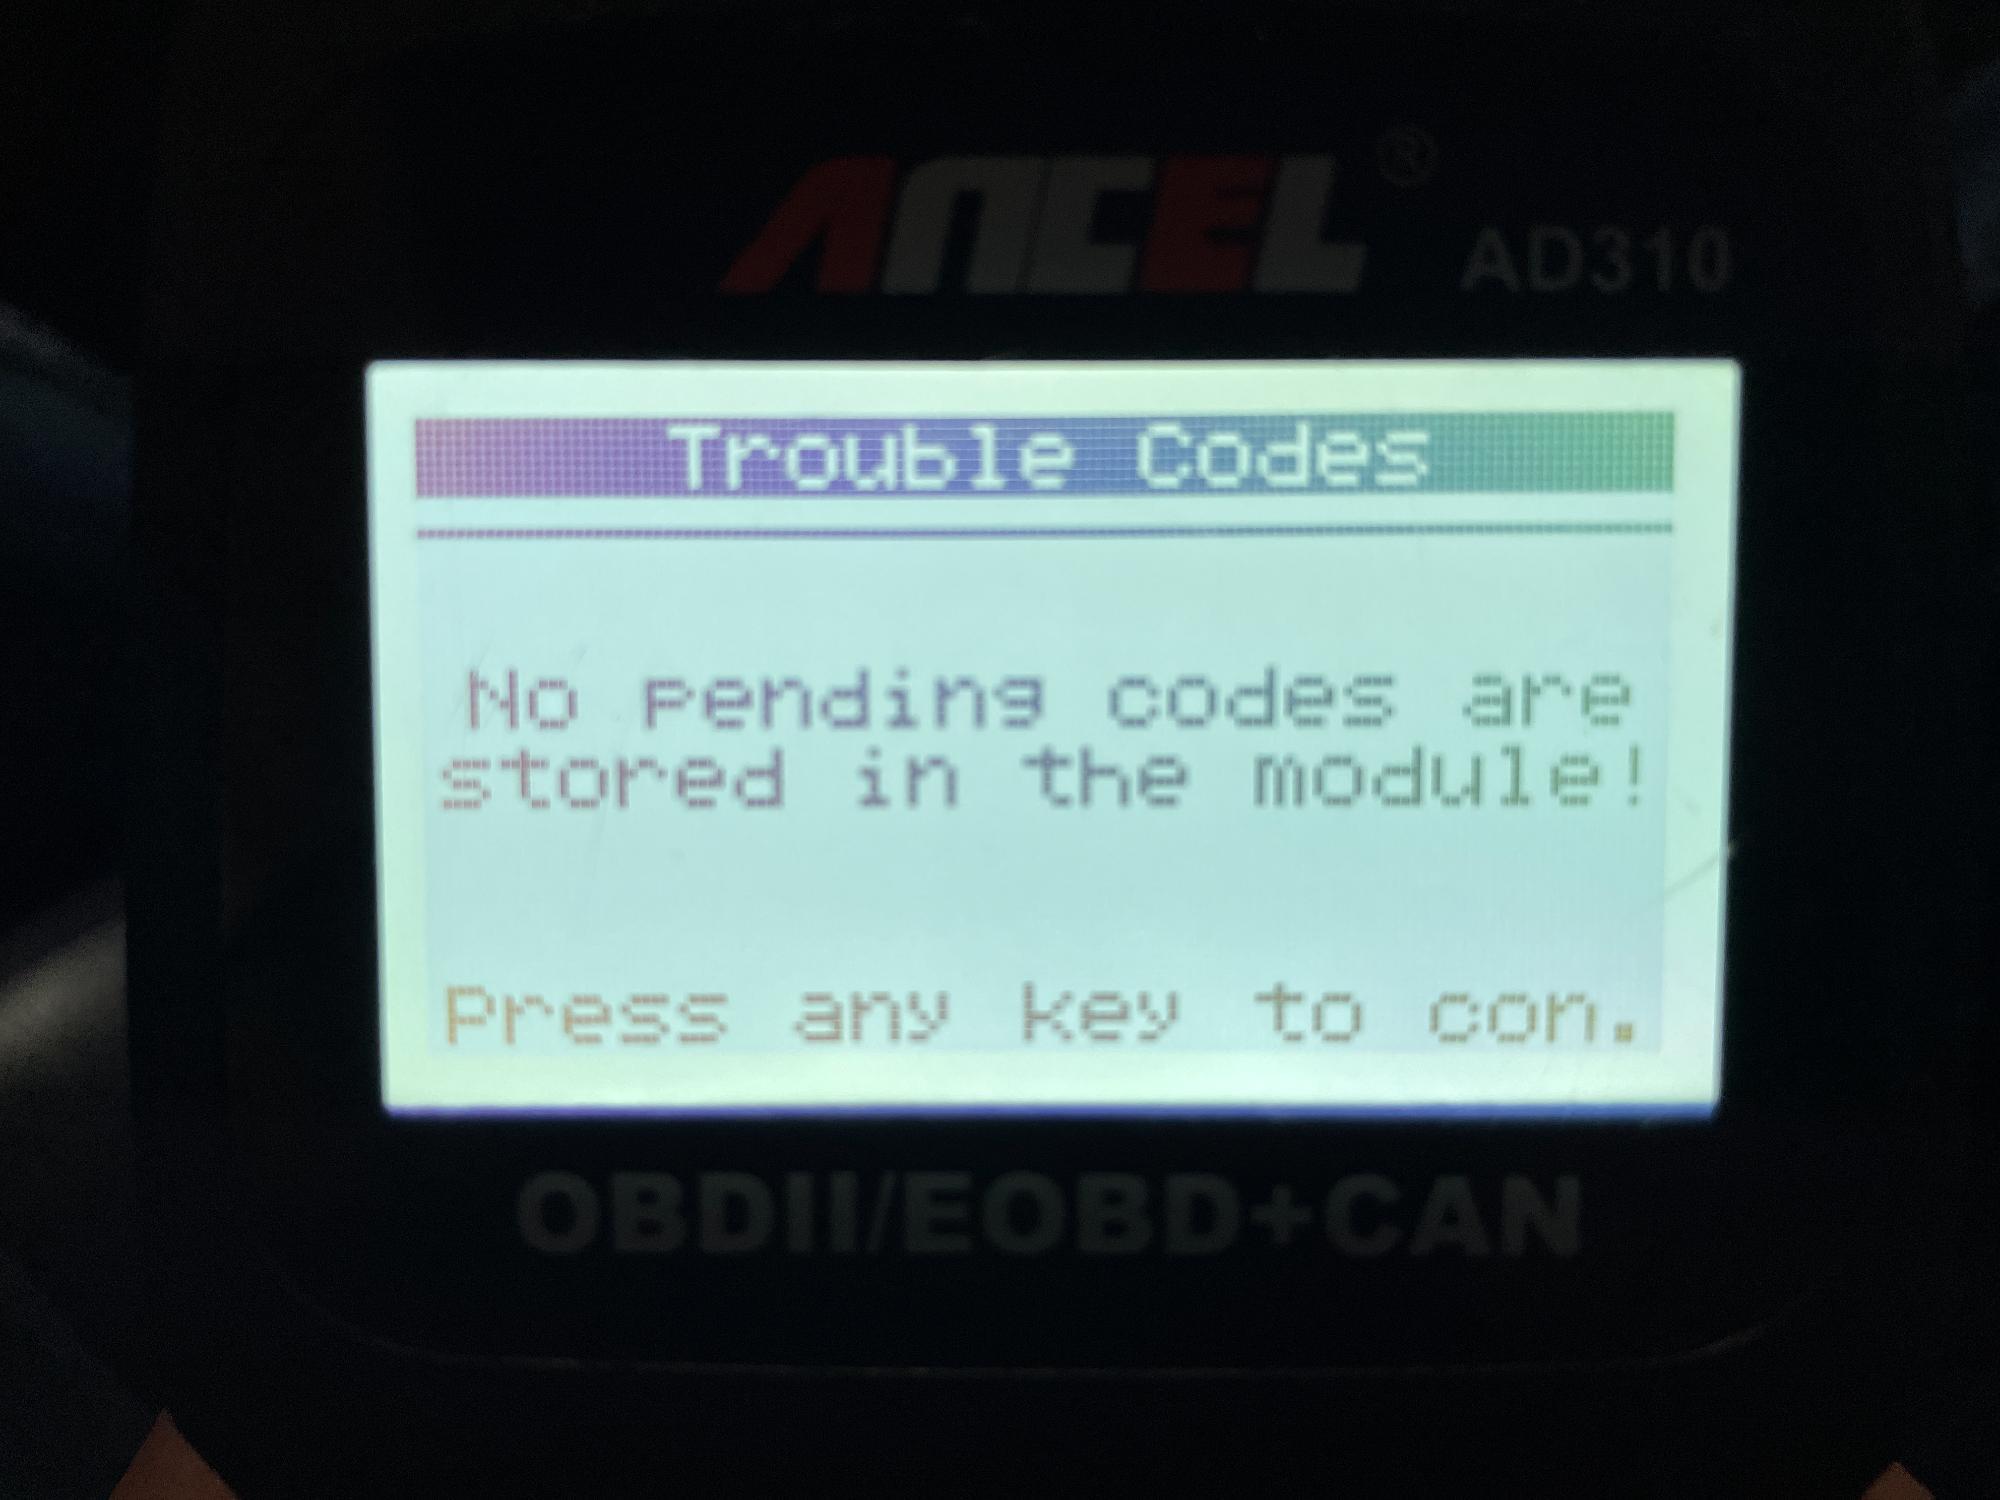 ANCEL®
AD310
Trouble Codes
No pending codes are
stored in the module!
Press any key to con.
OBDII/EOBD+CAN